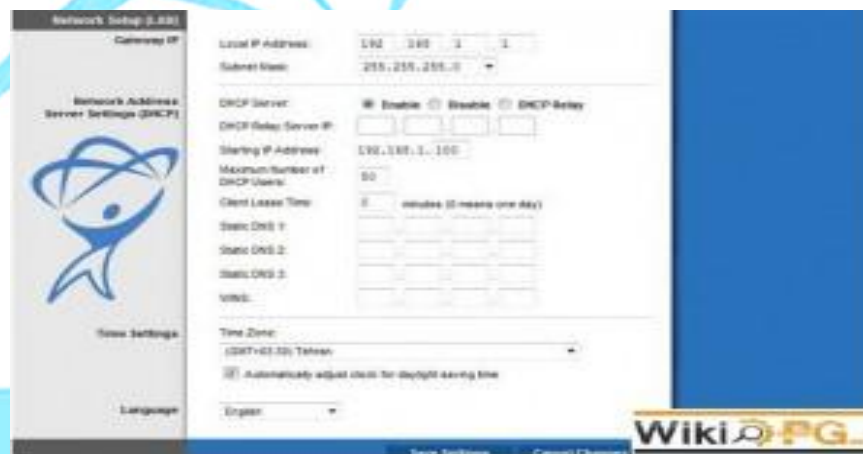 Network Setup (LAN)
Gateway IP
Local IP Address: 192 168 1 1
Subnet Mask: 255.255.255.0
Network Address
Server Settings (DHCP)
DHCP Server: Enable Disable DHCP Relay
DHCP Relay Server IP:
Starting IP Address: 192.168.1.100
Maximum Number of
DHCP Users: 50
Client Lease Time: 0 minutes (0 means one day)
Static DNS 1:
Static DNS 2:
Static DNS 3:
WINS:
Time Settings
Time Zone:
(GMT+03:30) Tehran
Automatically adjust clock for daylight saving time
Language
English
Save Settings Cancel Changes
Wiki PG